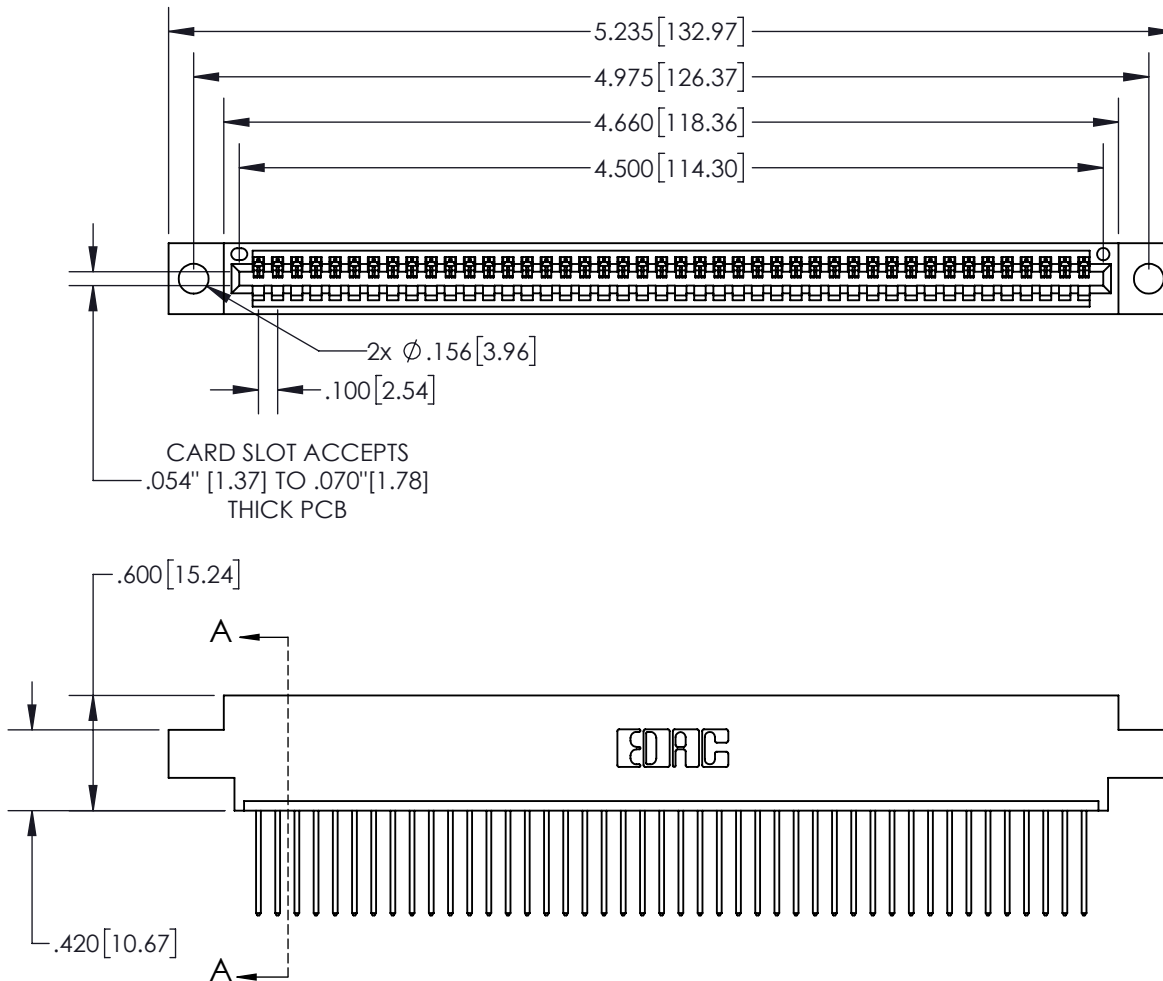 5.235[132.97]
4.975[126.37]
4.660[118.36]
4.500[114.30]
2x Ø.156[3.96]
.100[2.54]
CARD SLOT ACCEPTS
.054" [1.37] TO .070"[1.78]
THICK PCB
.600[15.24]
A
EDAC
.420[10.67]
A